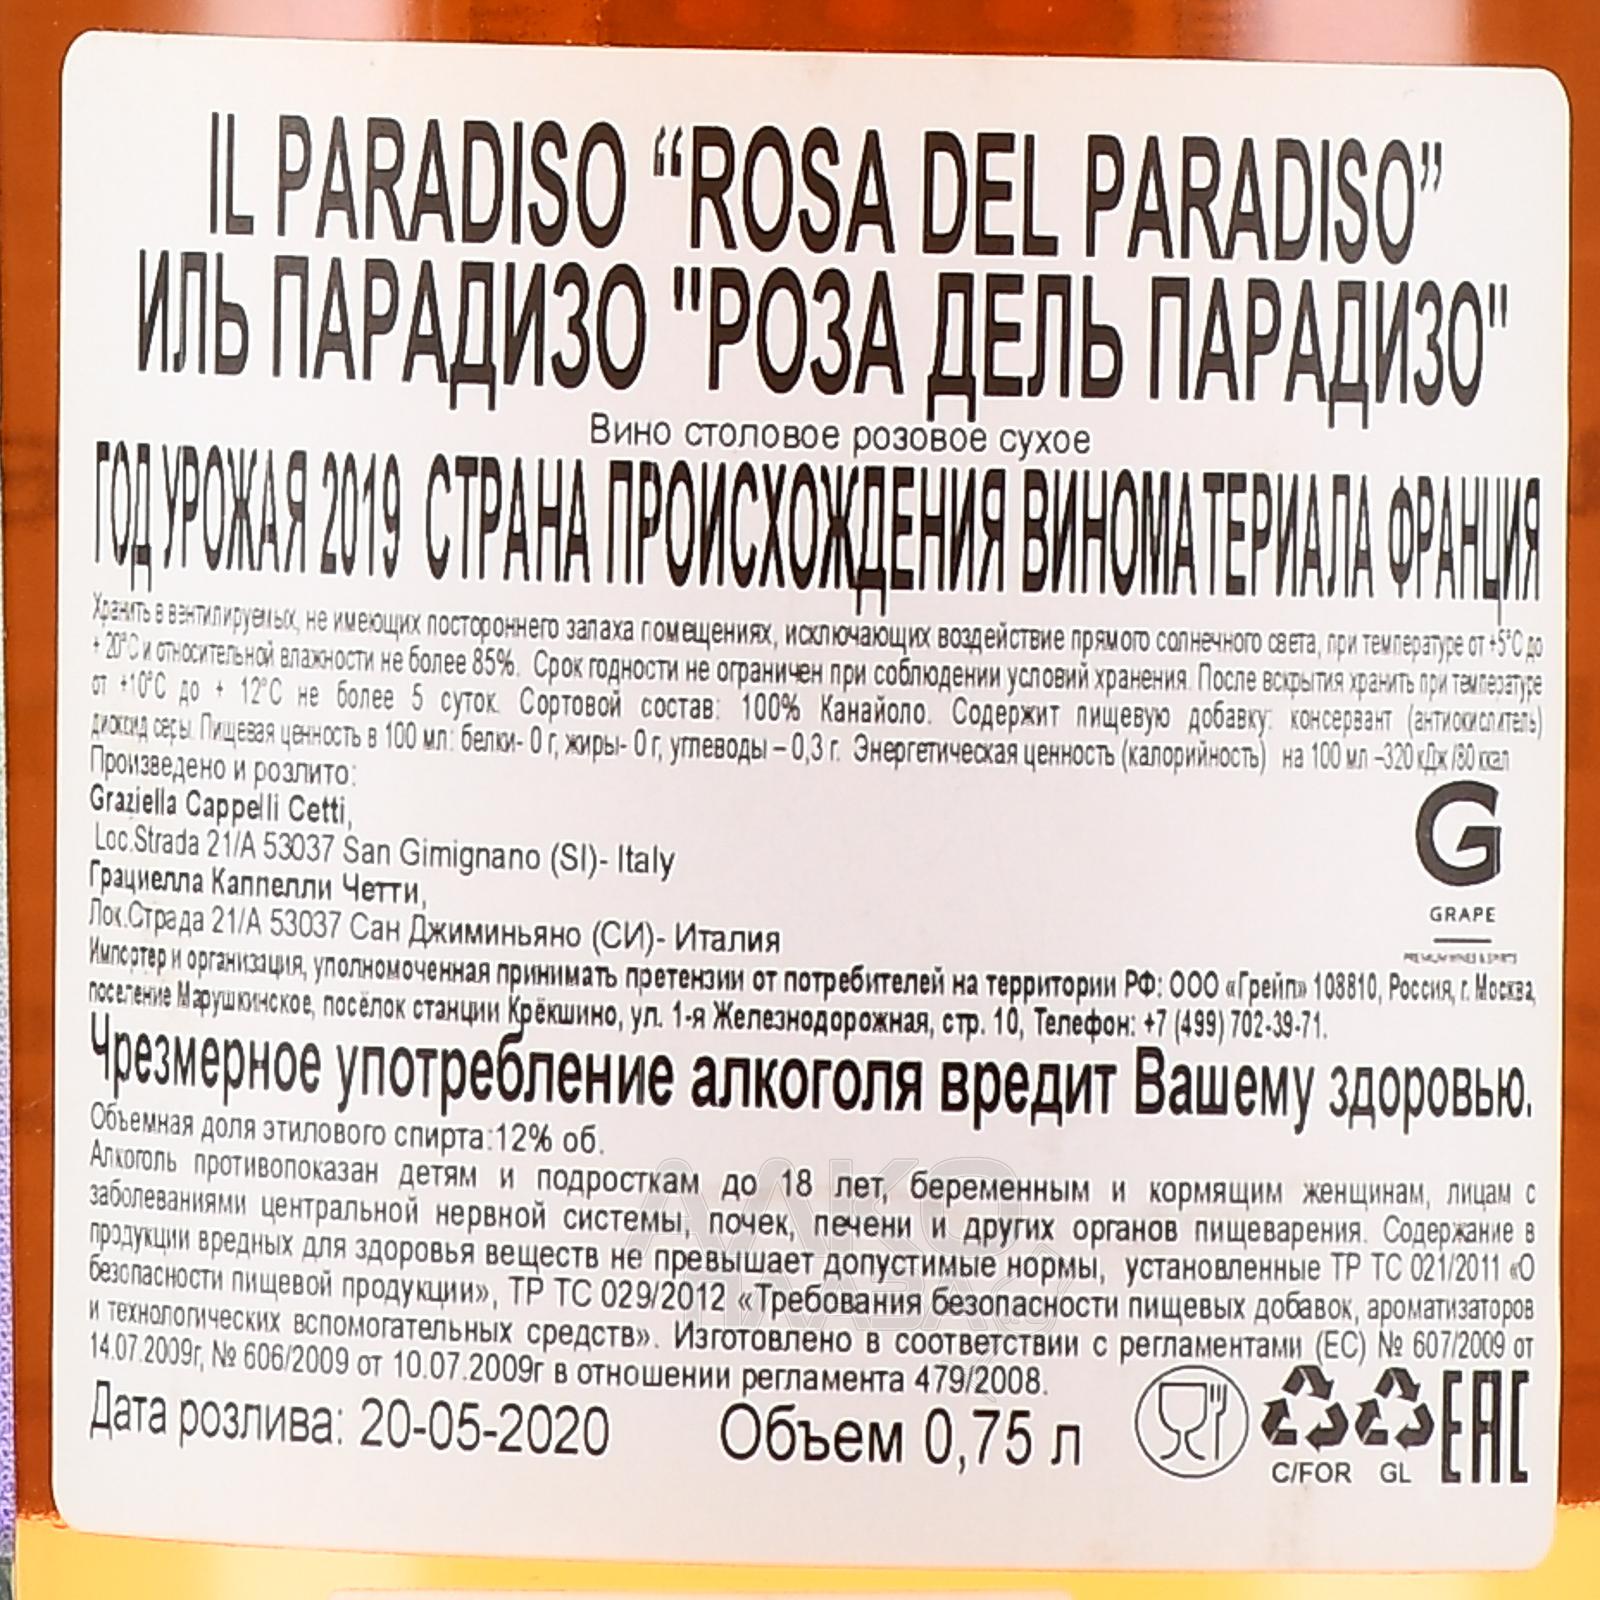 IL PARADISO “ROSA DEL PARADISO”
ИЛЬ ПАРАДИЗО "РОЗА ДЕЛЬ ПАРАДИЗО"
Вино столовое розовое сухое
ГОД УРОЖАЯ 2019 СТРАНА ПРОИСХОЖДЕНИЯ ВИНОМАТЕРИАЛА ФРАНЦИЯ
Хранить в вентилируемых, не имеющих постороннего запаха помещениях, исключающих воздействие прямого солнечного света, при температуре от +5°С до
+ 20°С и относительной влажности не более 85%. Срок годности не ограничен при соблюдении условий хранения. После вскрытия хранить при температуре
от +10°С до + 12°С не более 5 суток. Сортовой состав: 100% Канайоло. Содержит пищевую добавку: консервант (антиокислитель)
диоксид серы. Пищевая ценность в 100 мл: белки- 0 г, жиры- 0 г, углеводы – 0,3 г. Энергетическая ценность (калорийность) на 100 мл –320 кДж /80 ккал
Произведено и розлито:
Graziella Cappelli Cetti,
Loc.Strada 21/A 53037 San Gimignano (SI)- Italy
Грациелла Каппелли Четти,
Лок.Страда 21/А 53037 Сан Джиминьяно (СИ)- Италия
G
GRAPE
PREMIUM WINES & SPIRITS
Импортер и организация, уполномоченная принимать претензии от потребителей на территории РФ: ООО «Грейп» 108810, Россия, г. Москва,
поселение Марушкинское, посёлок станции Крёкшино, ул. 1-я Железнодорожная, стр. 10, Телефон: +7 (499) 702-39-71.
Чрезмерное употребление алкоголя вредит Вашему здоровью.
Объемная доля этилового спирта:12% об.
Алкоголь противопоказан детям и подросткам до 18 лет, беременным и кормящим женщинам, лицам с
заболеваниями центральной нервной системы, почек, печени и других органов пищеварения. Содержание в
продукции вредных для здоровья веществ не превышает допустимые нормы, установленные ТР ТС 021/2011 «О
безопасности пищевой продукции», ТР ТС 029/2012 «Требования безопасности пищевых добавок, ароматизаторов
и технологических вспомогательных средств». Изготовлено в соответствии с регламентами (ЕС) № 607/2009 от
14.07.2009г, № 606/2009 от 10.07.2009г в отношении регламента 479/2008.
Дата розлива: 20-05-2020 Объем 0,75 л
C/FOR GL EAC